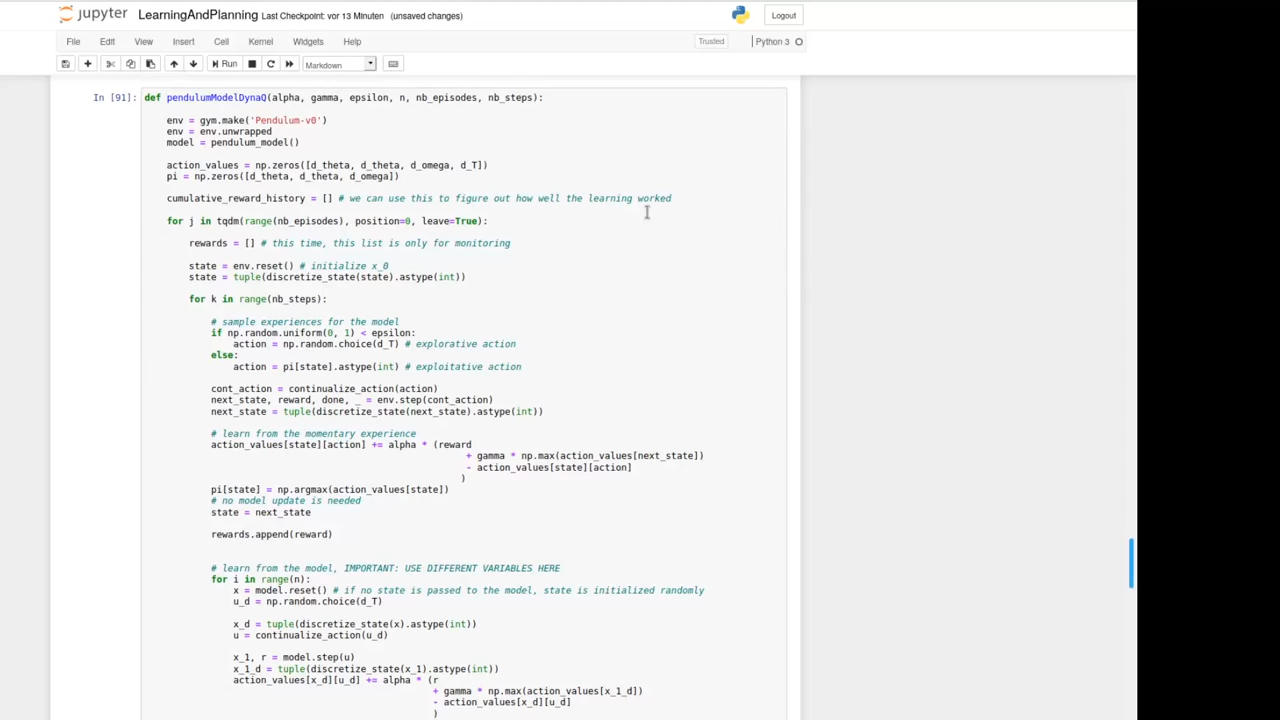 jupyter LearningAndPlanning Last Checkpoint: vor 13 Minuten (unsaved changes) Logout
File Edit View Insert Cell Kernel Widgets Help Trusted Python 3
Run Markdown
In [91]: def pendulumModelDynaQ(alpha, gamma, epsilon, n, nb_episodes, nb_steps):
env = gym.make('Pendulum-v0')
env = env.unwrapped
model = pendulum_model()
action_values = np.zeros([d_theta, d_theta, d_omega, d_T])
pi = np.zeros([d_theta, d_theta, d_omega])
cumulative_reward_history = [] # we can use this to figure out how well the learning worked
for j in tqdm(range(nb_episodes), position=0, leave=True):
rewards = [] # this time, this list is only for monitoring
state = env.reset() # initialize x_0
state = tuple(discretize_state(state).astype(int))
for k in range(nb_steps):
# sample experiences for the model
if np.random.uniform(0, 1) < epsilon:
action = np.random.choice(d_T) # explorative action
else:
action = pi[state].astype(int) # exploitative action
cont_action = continualize_action(action)
next_state, reward, done, _ = env.step(cont_action)
next_state = tuple(discretize_state(next_state).astype(int))
# learn from the momentary experience
action_values[state][action] += alpha * (reward
+ gamma * np.max(action_values[next_state])
- action_values[state][action]
)
pi[state] = np.argmax(action_values[state])
# no model update is needed
state = next_state
rewards.append(reward)
# learn from the model, IMPORTANT: USE DIFFERENT VARIABLES HERE
for i in range(n):
x = model.reset() # if no state is passed to the model, state is initialized randomly
u_d = np.random.choice(d_T)
x_d = tuple(discretize_state(x).astype(int))
u = continualize_action(u_d)
x_1, r = model.step(u)
x_1_d = tuple(discretize_state(x_1).astype(int))
action_values[x_d][u_d] += alpha * (r
+ gamma * np.max(action_values[x_1_d])
- action_values[x_d][u_d]
)